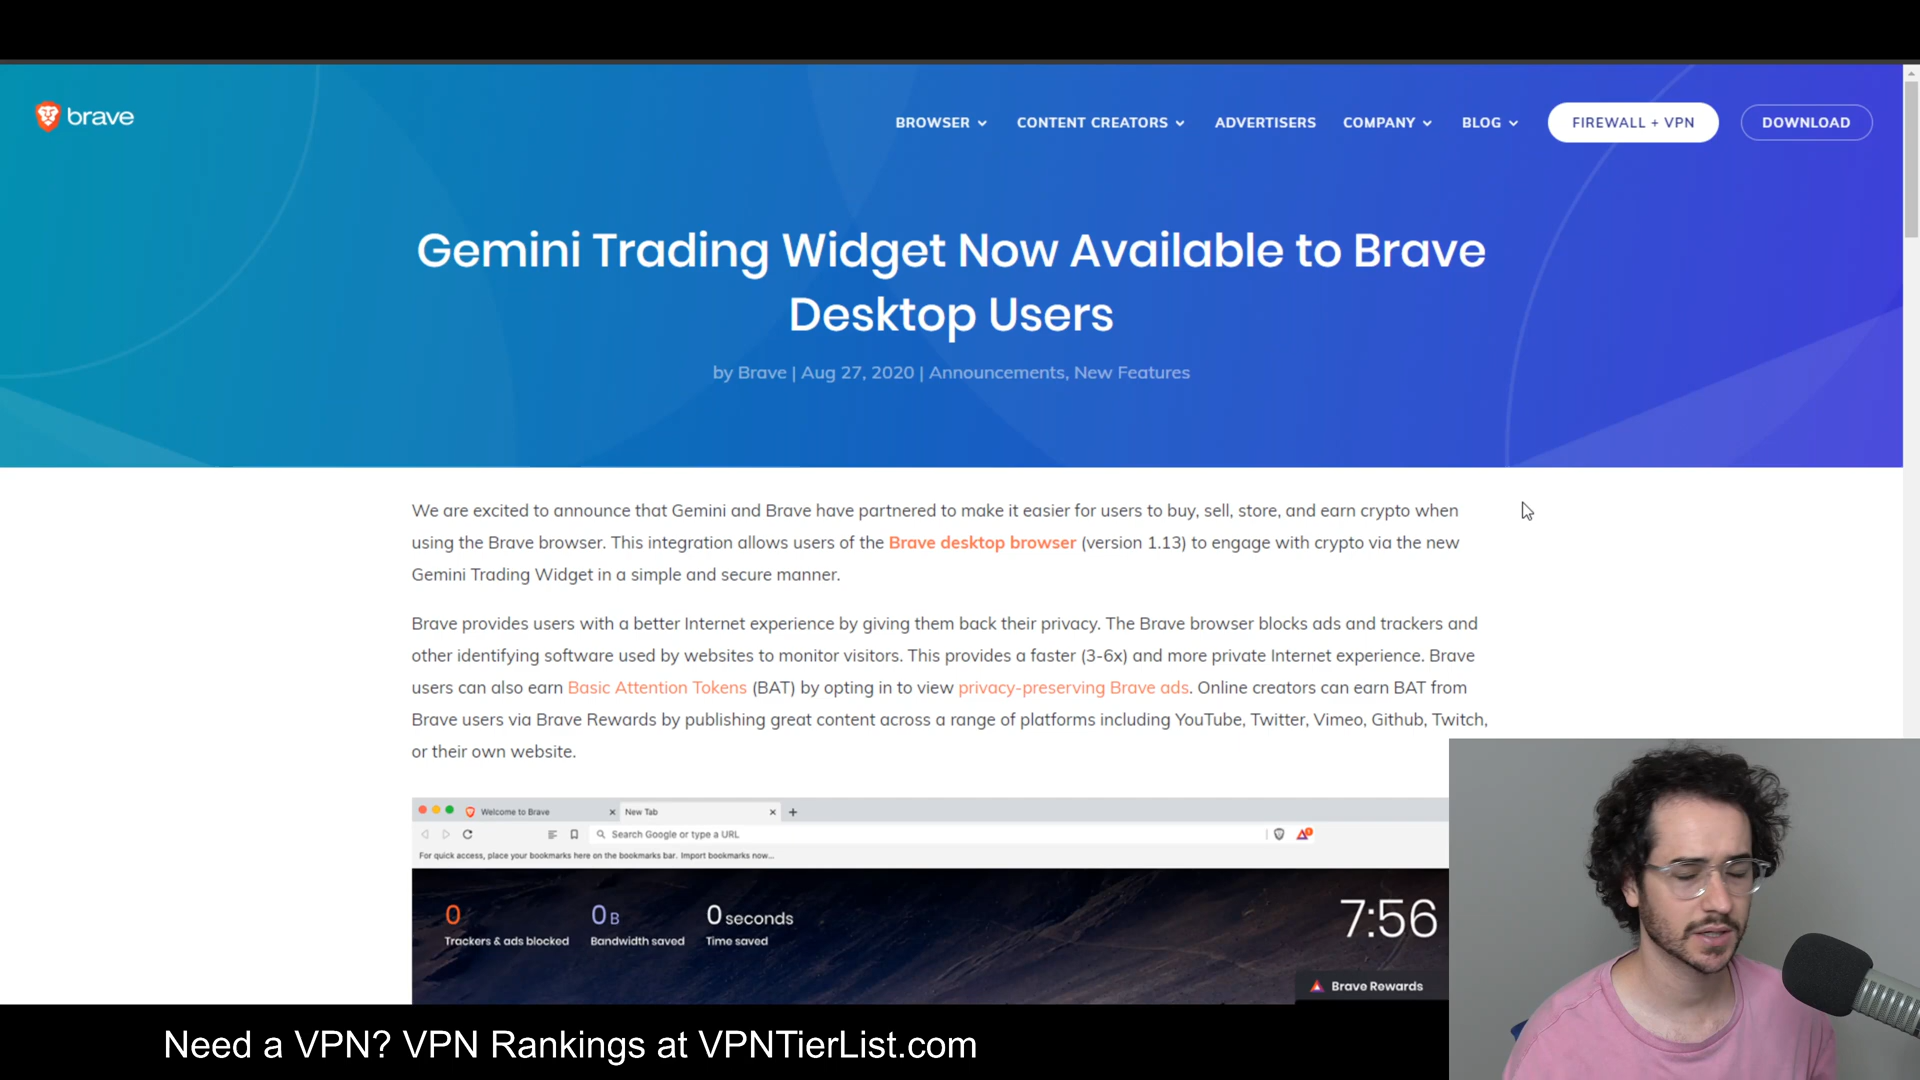 brave
BROWSER
CONTENT CREATORS
ADVERTISERS
COMPANY
BLOG
FIREWALL + VPN
DOWNLOAD
Gemini Trading Widget Now Available to Brave
Desktop Users
by Brave | Aug 27, 2020 | Announcements, New Features
We are excited to announce that Gemini and Brave have partnered to make it easier for users to buy, sell, store, and earn crypto when
using the Brave browser. This integration allows users of the Brave desktop browser (version 1.13) to engage with crypto via the new
Gemini Trading Widget in a simple and secure manner.
Brave provides users with a better Internet experience by giving them back their privacy. The Brave browser blocks ads and trackers and
other identifying software used by websites to monitor visitors. This provides a faster (3-6x) and more private Internet experience. Brave
users can also earn Basic Attention Tokens (BAT) by opting in to view privacy-preserving Brave ads. Online creators can earn BAT from
Brave users via Brave Rewards by publishing great content across a range of platforms including YouTube, Twitter, Vimeo, Github, Twitch,
or their own website.
Welcome to Brave
New Tab
Search Google or type a URL
For quick access, place your bookmarks here on the bookmarks bar. Import bookmarks now...
0
0 B
0 seconds
7:56
Trackers & ads blocked
Bandwidth saved
Time saved
Brave Rewards
Need a VPN? VPN Rankings at VPNTierList.com